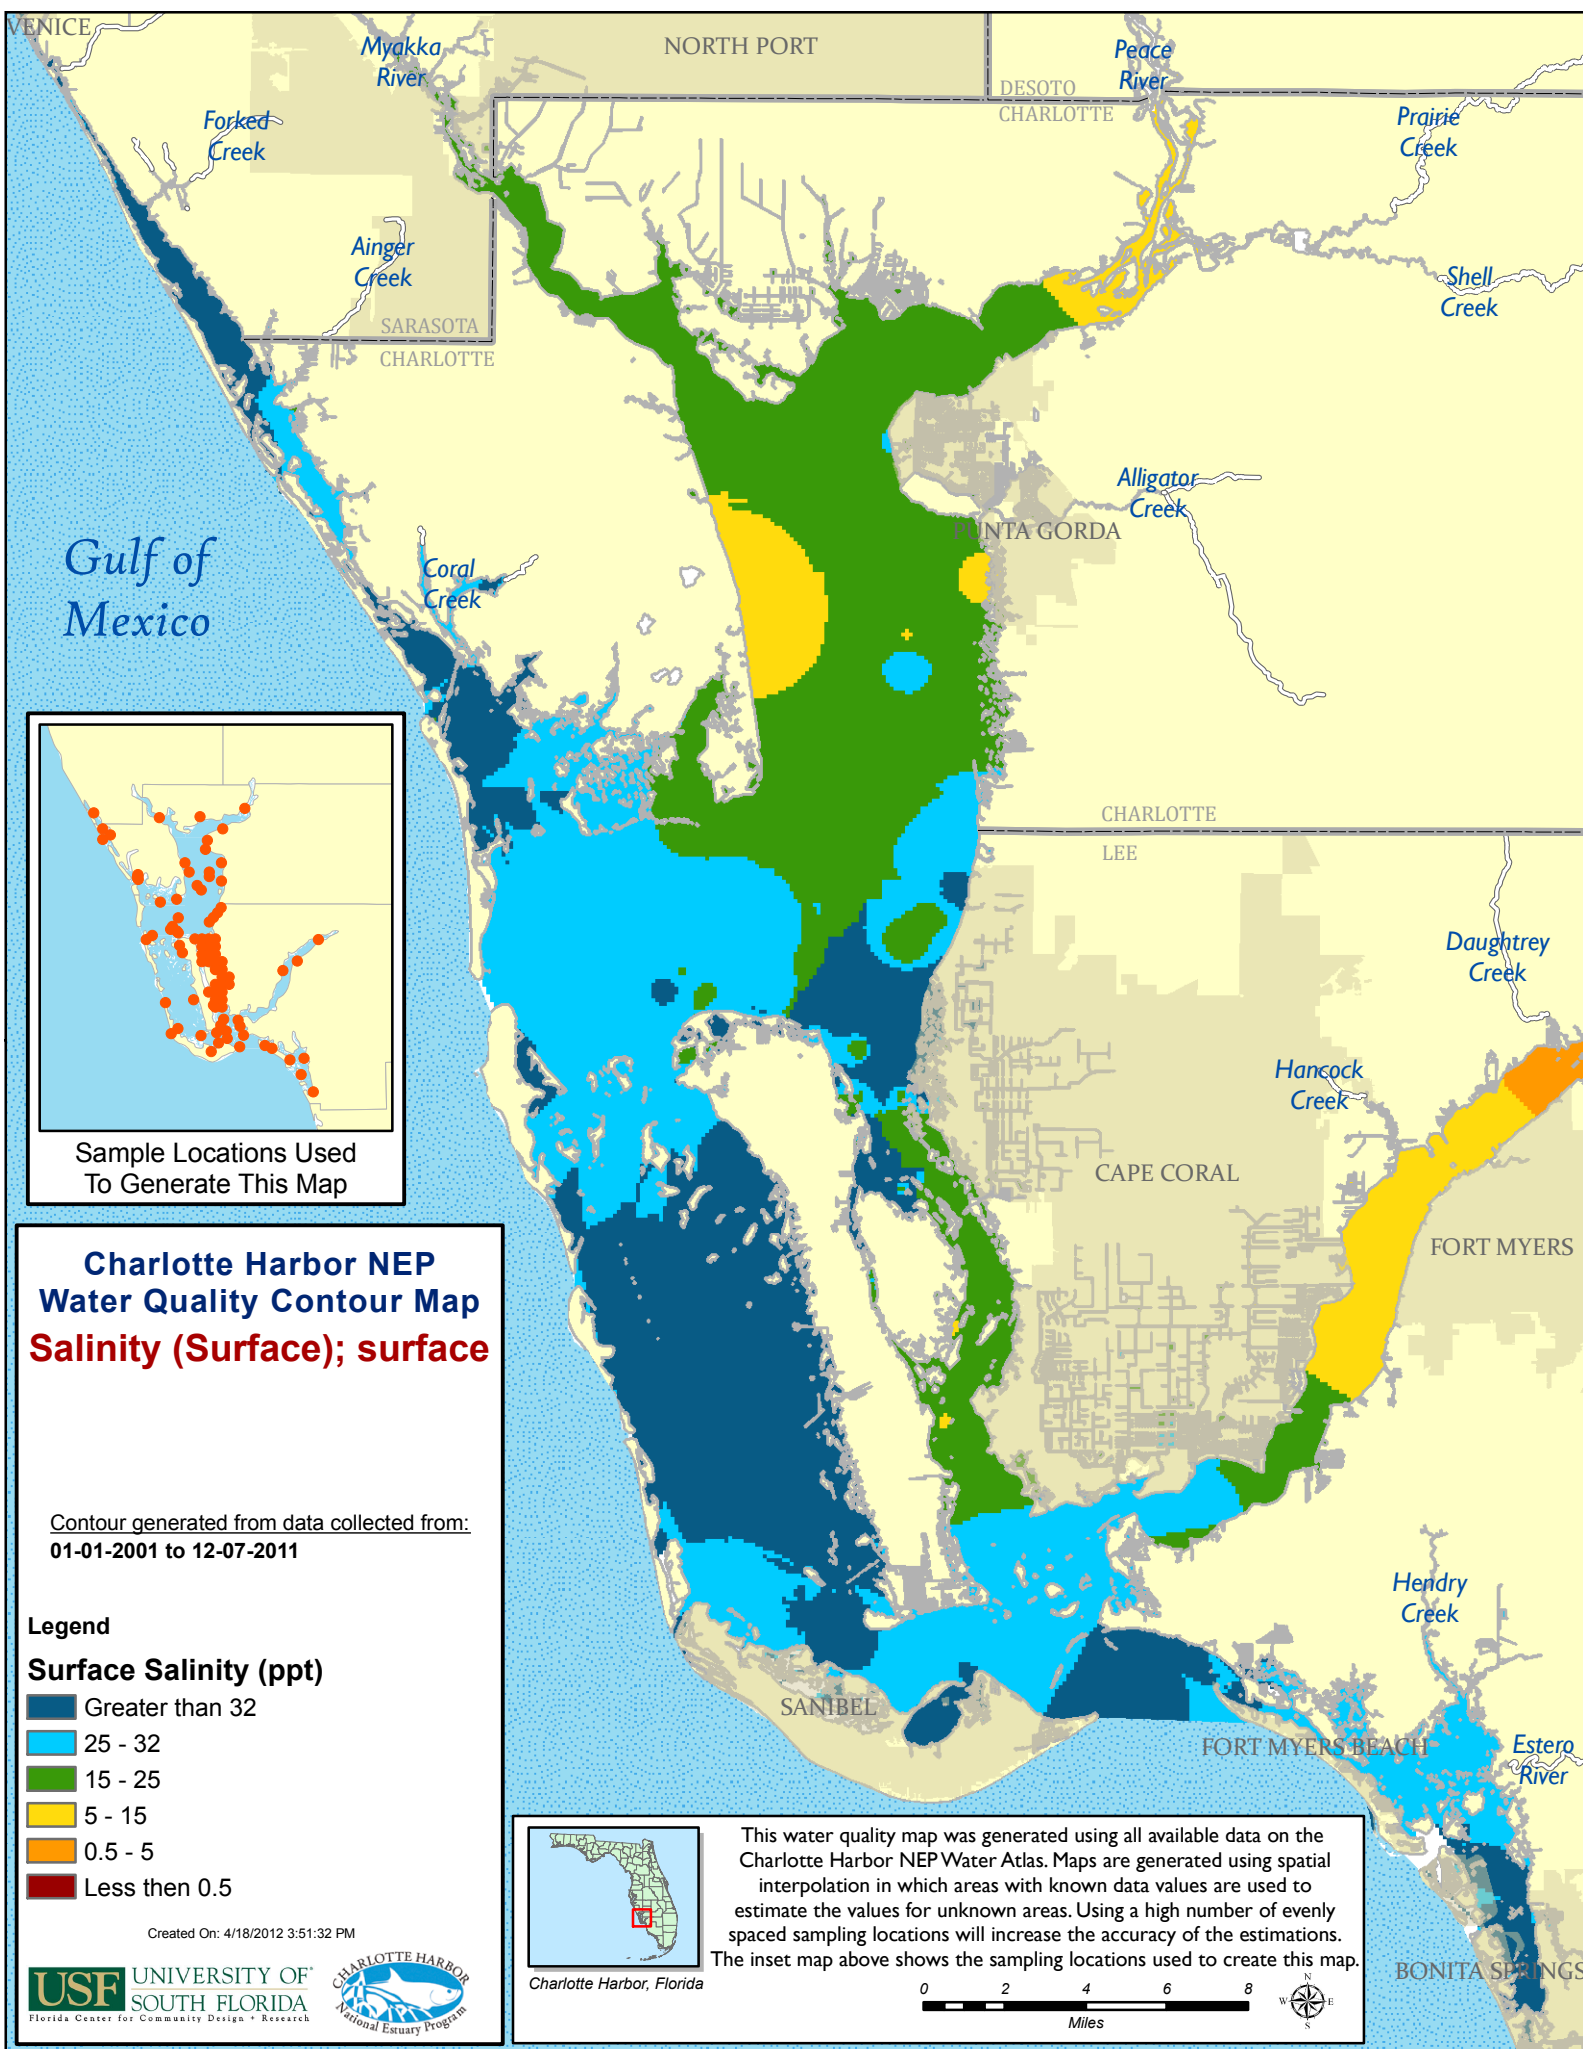 VENICE
Myakka
River
NORTH PORT
Peace
River
DESOTO
CHARLOTTE
Forked
Creek
Prairie
Creek
Ainger
Creek
Shell
Creek
SARASOTA
CHARLOTTE
Alligator
Creek
PUNTA GORDA
Gulf of
Mexico
Coral
Creek
CHARLOTTE
LEE
Daughtrey
Creek
Hancock
Creek
CAPE CORAL
FORT MYERS
Sample Locations Used
To Generate This Map
Charlotte Harbor NEP
Water Quality Contour Map
Salinity (Surface); surface
Contour generated from data collected from:
01-01-2001 to 12-07-2011
Legend
Surface Salinity (ppt)
Greater than 32
25 - 32
15 - 25
5 - 15
0.5 - 5
Less then 0.5
Created On: 4/18/2012 3:51:32 PM
USF UNIVERSITY OF
SOUTH FLORIDA
Florida Center for Community Design + Research
CHARLOTTE HARBOR
National Estuary Program
Hendry
Creek
SANIBEL
FORT MYERS BEACH
Estero
River
BONITA SPRINGS
Charlotte Harbor, Florida
This water quality map was generated using all available data on the
Charlotte Harbor NEP Water Atlas. Maps are generated using spatial
interpolation in which areas with known data values are used to
estimate the values for unknown areas. Using a high number of evenly
spaced sampling locations will increase the accuracy of the estimations.
The inset map above shows the sampling locations used to create this map.
0 2 4 6 8
Miles
N
W E
S